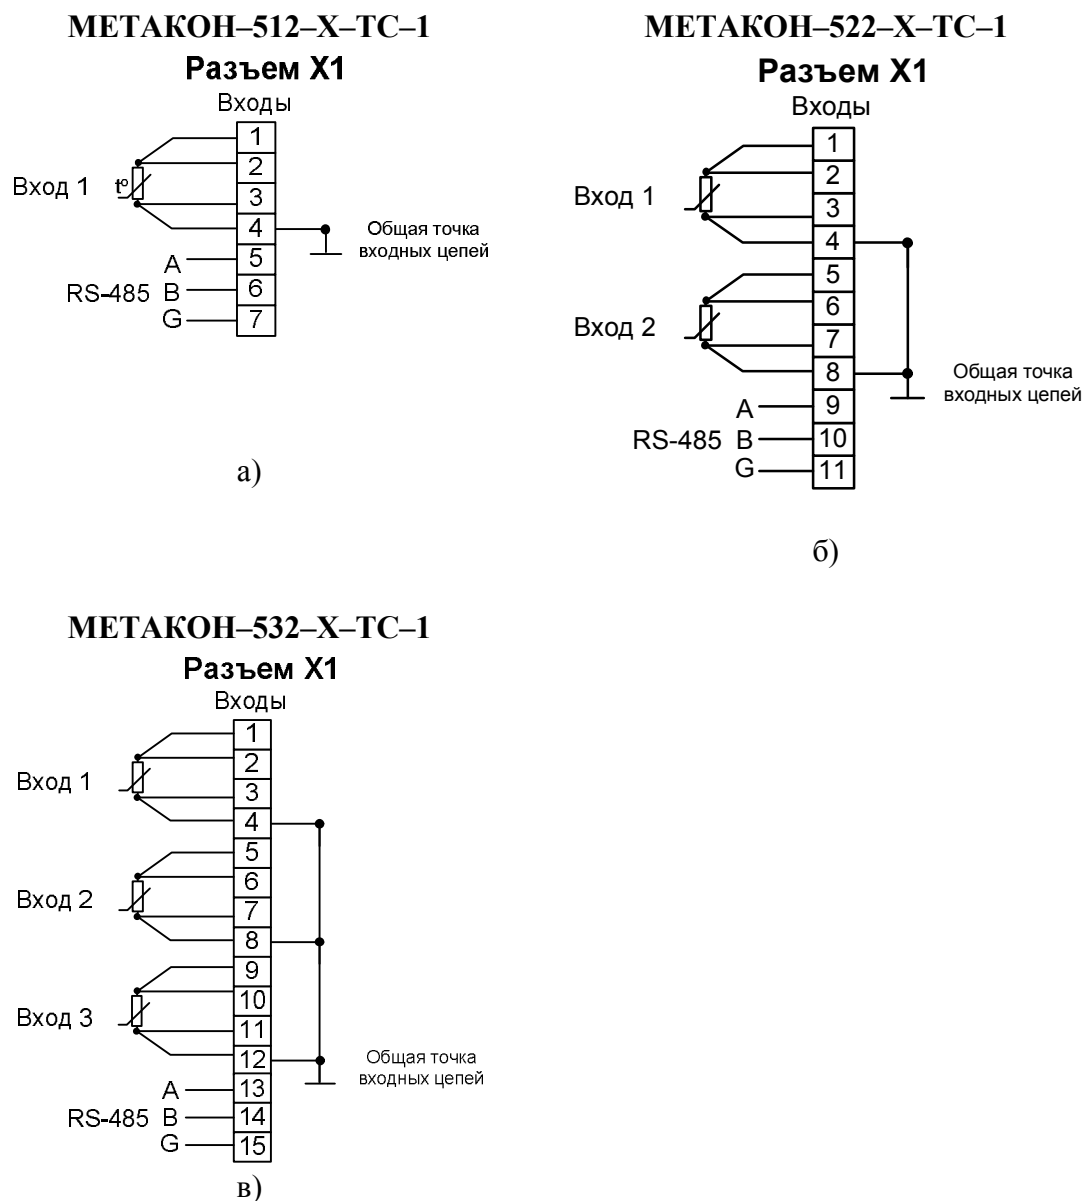 МЕТАКОН–512–Х–ТС–1
Разъем X1
Входы
1
2
Вход 1 tº
3
4
Общая точка
входных цепей
A
5
RS-485 B
6
G
7
а)
МЕТАКОН–522–Х–ТС–1
Разъем X1
Входы
1
2
Вход 1
3
4
5
6
Вход 2
7
8
Общая точка
входных цепей
A
9
RS-485 B
10
G
11
б)
МЕТАКОН–532–Х–ТС–1
Разъем X1
Входы
1
2
Вход 1
3
4
5
6
Вход 2
7
8
9
10
Вход 3
11
12
Общая точка
входных цепей
A
13
RS-485 B
14
G
15
в)